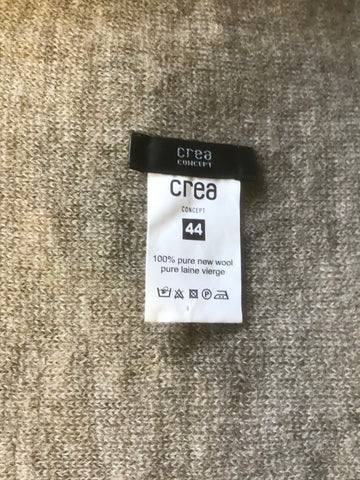 crea
CONCEPT
crea
CONCEPT
44
100% pure new wool
pure laine vierge
P